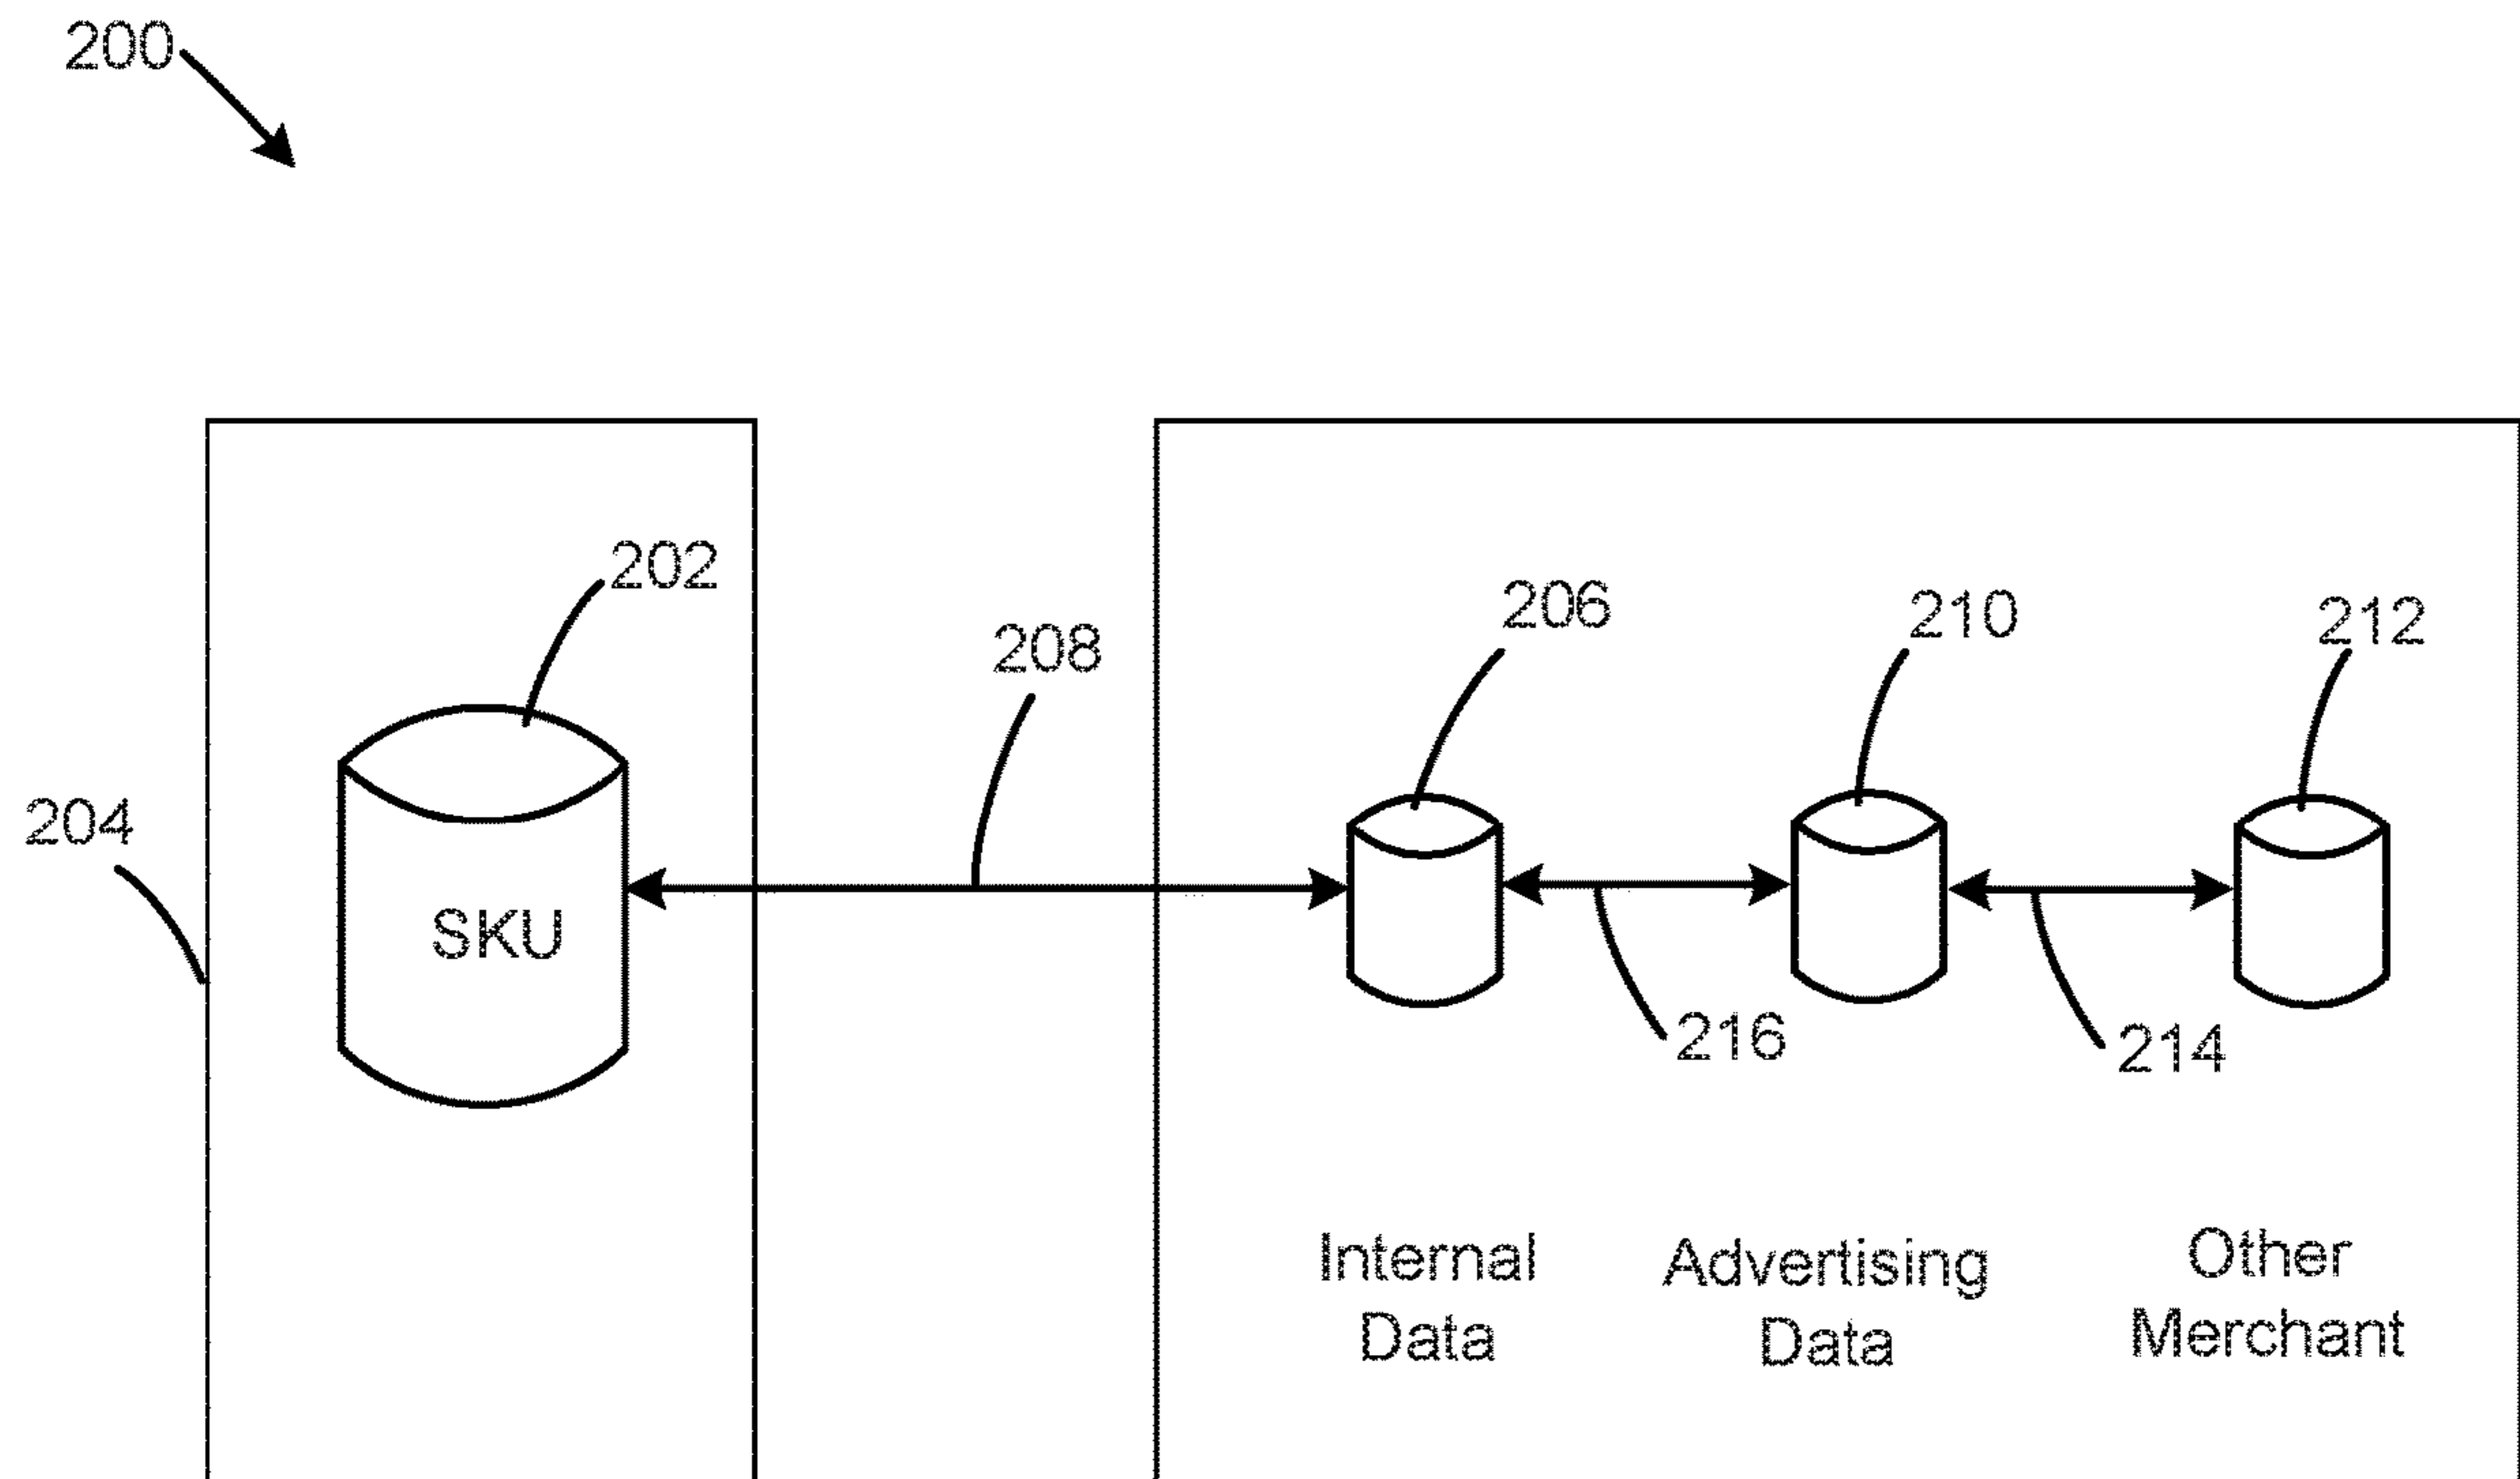 200
202
206
210
212
208
204
SKU
216
214
Internal
Data
Advertising
Data
Other
Merchant